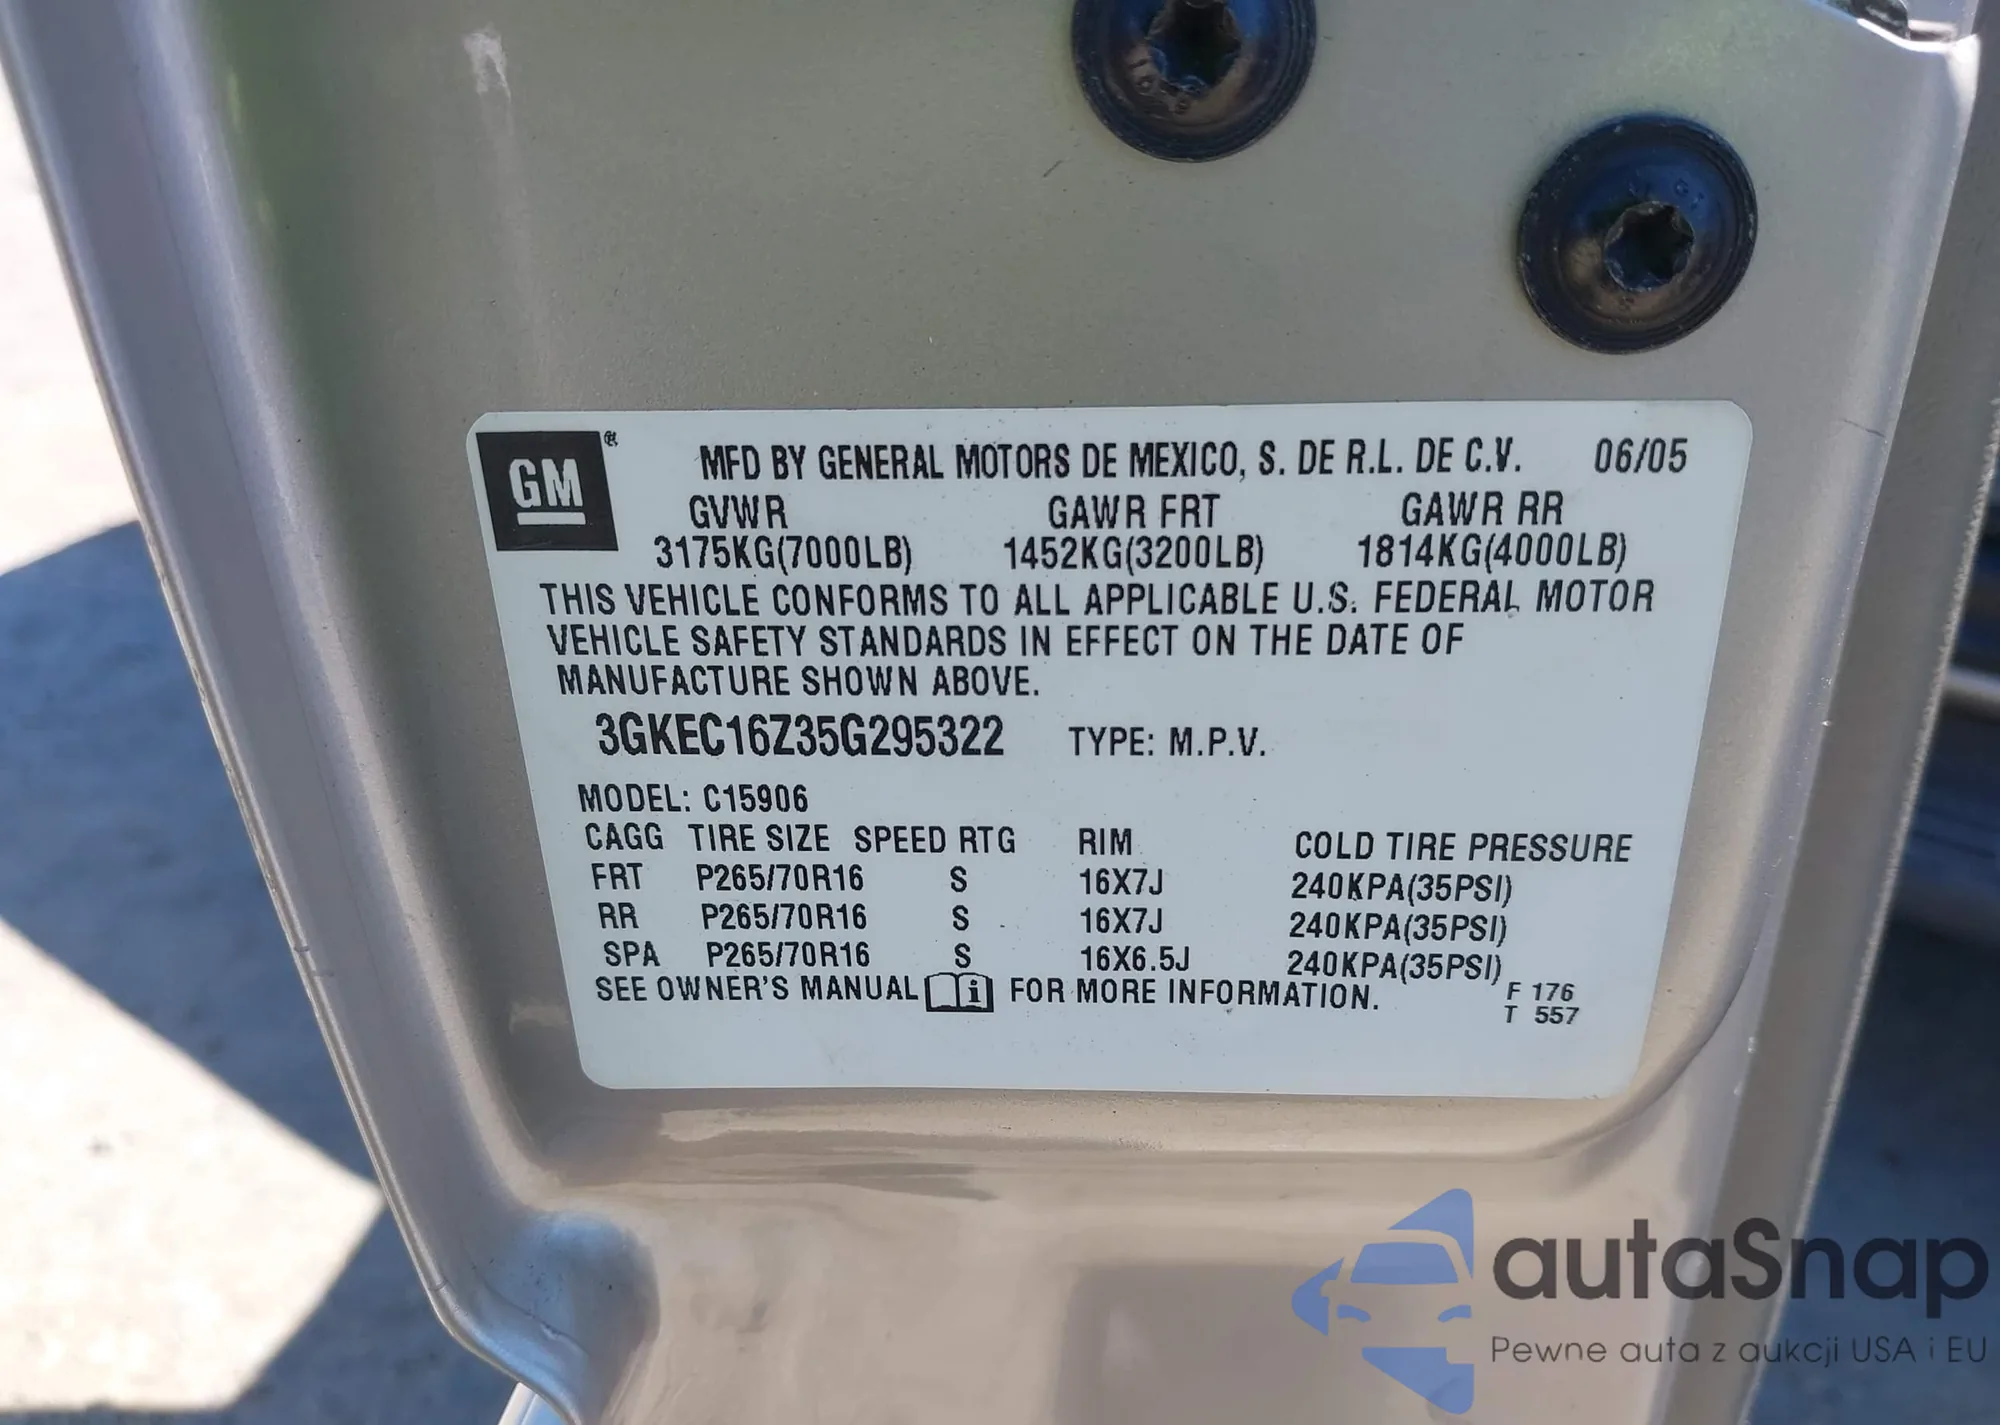 GM
MFD BY GENERAL MOTORS DE MEXICO, S. DE R.L. DE C.V. 06/05
GVWR GAWR FRT GAWR RR
3175KG(7000LB) 1452KG(3200LB) 1814KG(4000LB)
THIS VEHICLE CONFORMS TO ALL APPLICABLE U.S. FEDERAL MOTOR
VEHICLE SAFETY STANDARDS IN EFFECT ON THE DATE OF
MANUFACTURE SHOWN ABOVE.
3GKEC16Z35G295322 TYPE: M.P.V.
MODEL: C15906
CAGG TIRE SIZE SPEED RTG RIM COLD TIRE PRESSURE
FRT P265/70R16 S 16X7J 240KPA(35PSI)
RR P265/70R16 S 16X7J 240KPA(35PSI)
SPA P265/70R16 S 16X6.5J 240KPA(35PSI)
SEE OWNER'S MANUAL i FOR MORE INFORMATION.
F 176
T 557
autaSnap
Pewne auta z aukcji USA i EU